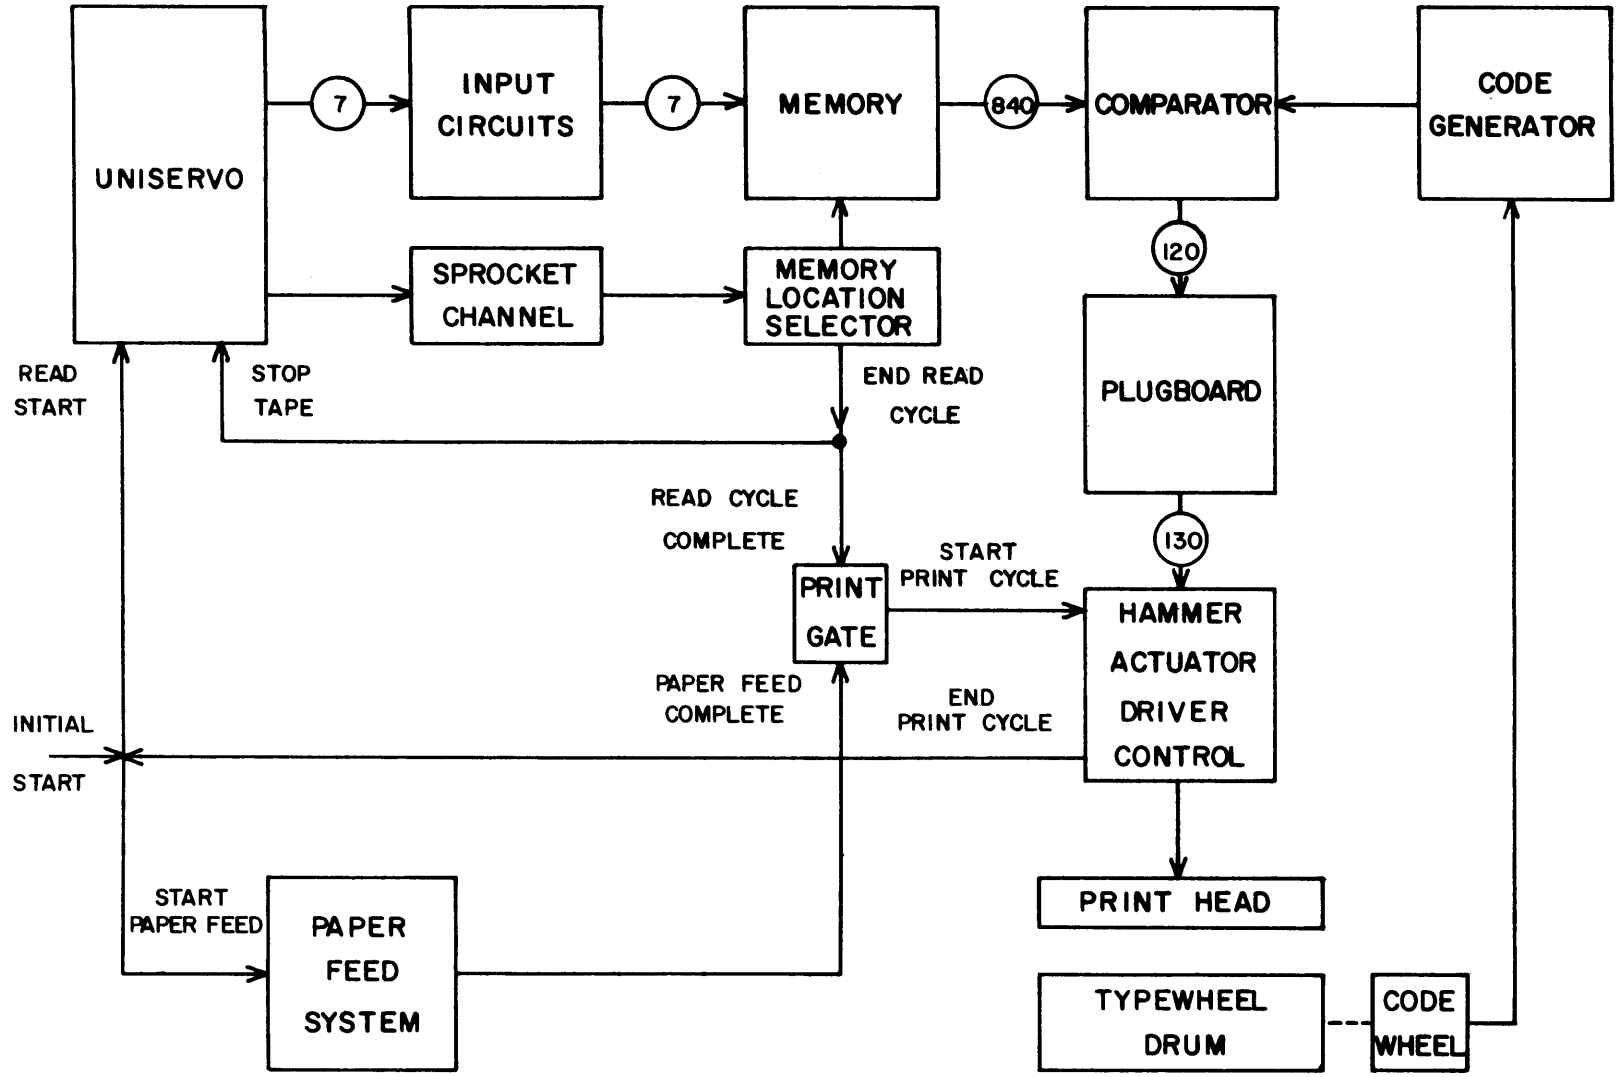 UNISERVO
7
INPUT
CIRCUITS
7
MEMORY
840
COMPARATOR
CODE
GENERATOR
SPROCKET
CHANNEL
MEMORY
LOCATION
SELECTOR
120
READ
START
STOP
TAPE
END READ
CYCLE
PLUGBOARD
READ CYCLE
COMPLETE
130
PRINT
GATE
START
PRINT CYCLE
HAMMER
ACTUATOR
DRIVER
CONTROL
PAPER FEED
COMPLETE
END
PRINT CYCLE
INITIAL
START
START
PAPER FEED
PAPER
FEED
SYSTEM
PRINT HEAD
TYPEWHEEL
DRUM
CODE
WHEEL